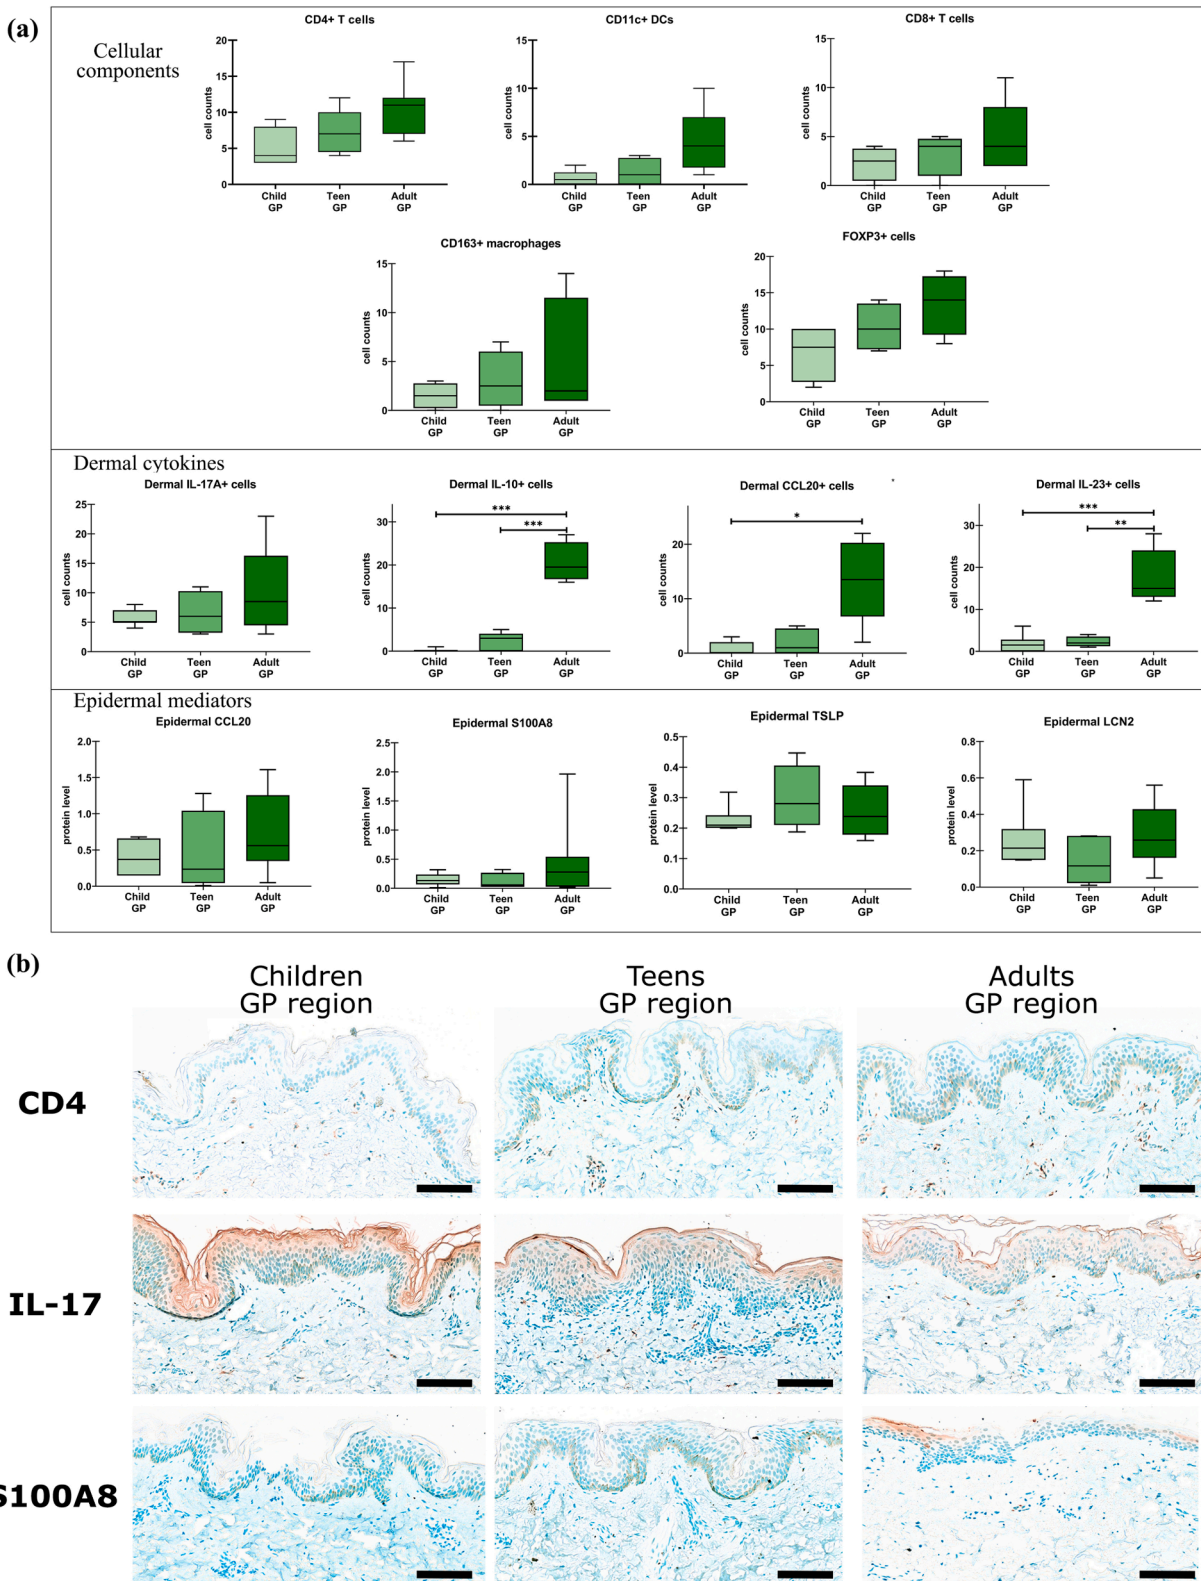 (a)
Cellular
components
CD4+ T cells
cell counts
20
15
10
5
0
Child
GP
Teen
GP
Adult
GP
CD11c+ DCs
cell counts
15
10
5
0
Child
GP
Teen
GP
Adult
GP
CD8+ T cells
cell counts
15
10
5
0
Child
GP
Teen
GP
Adult
GP
CD163+ macrophages
cell counts
15
10
5
0
Child
GP
Teen
GP
Adult
GP
FOXP3+ cells
cell counts
20
15
10
5
0
Child
GP
Teen
GP
Adult
GP
Dermal cytokines
Dermal IL-17A+ cells
cell counts
25
20
15
10
5
0
Child
GP
Teen
GP
Adult
GP
Dermal IL-10+ cells
cell counts
30
20
10
0
***
***
Child
GP
Teen
GP
Adult
GP
Dermal CCL20+ cells
cell counts
20
10
0
*
Child
GP
Teen
GP
Adult
GP
Dermal IL-23+ cells
cell counts
30
20
10
0
***
**
Child
GP
Teen
GP
Adult
GP
Epidermal mediators
Epidermal CCL20
protein level
2.0
1.5
1.0
0.5
0.0
Child
GP
Teen
GP
Adult
GP
Epidermal S100A8
protein level
2.5
2.0
1.5
1.0
0.5
0.0
Child
GP
Teen
GP
Adult
GP
Epidermal TSLP
protein level
0.5
0.4
0.3
0.2
0.1
0.0
Child
GP
Teen
GP
Adult
GP
Epidermal LCN2
protein level
0.8
0.6
0.4
0.2
0.0
Child
GP
Teen
GP
Adult
GP
(b)
Children
GP region
Teens
GP region
Adults
GP region
CD4
IL-17
S100A8